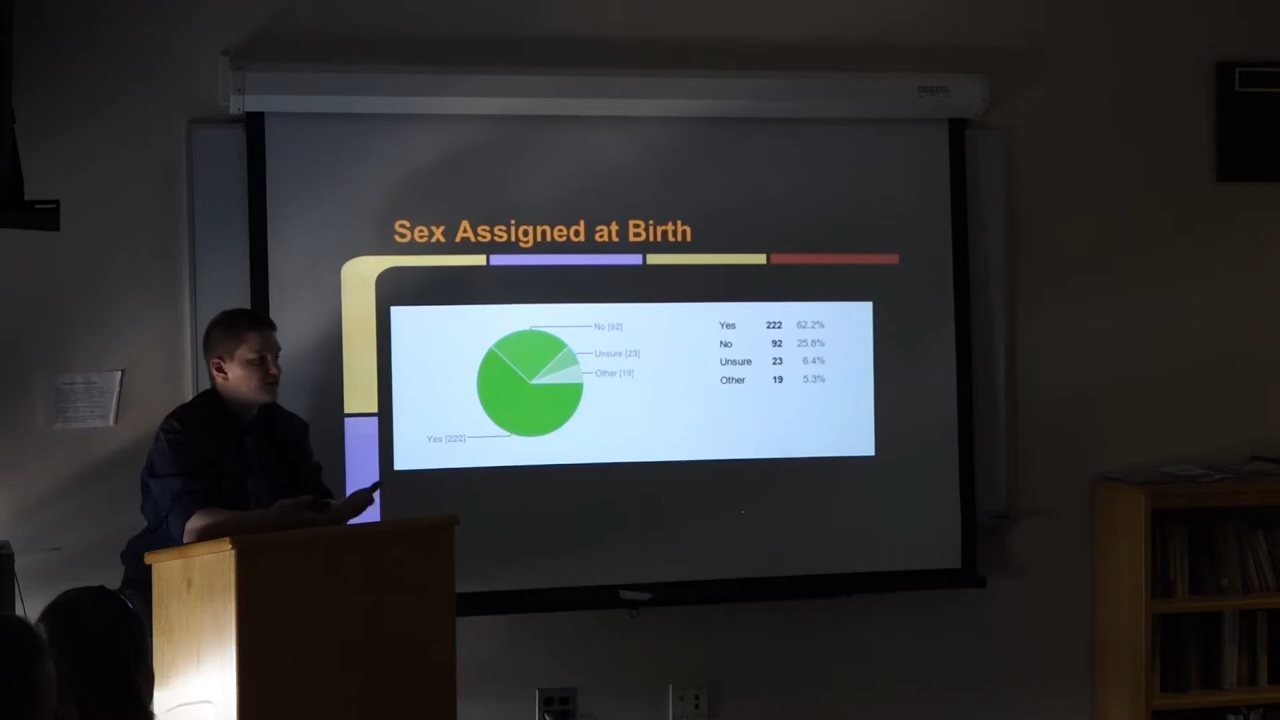 Sex Assigned at Birth
No [92]
Unsure [23]
Other [19]
Yes [222]
Yes 222 62.2%
No 92 25.8%
Unsure 23 6.4%
Other 19 5.3%